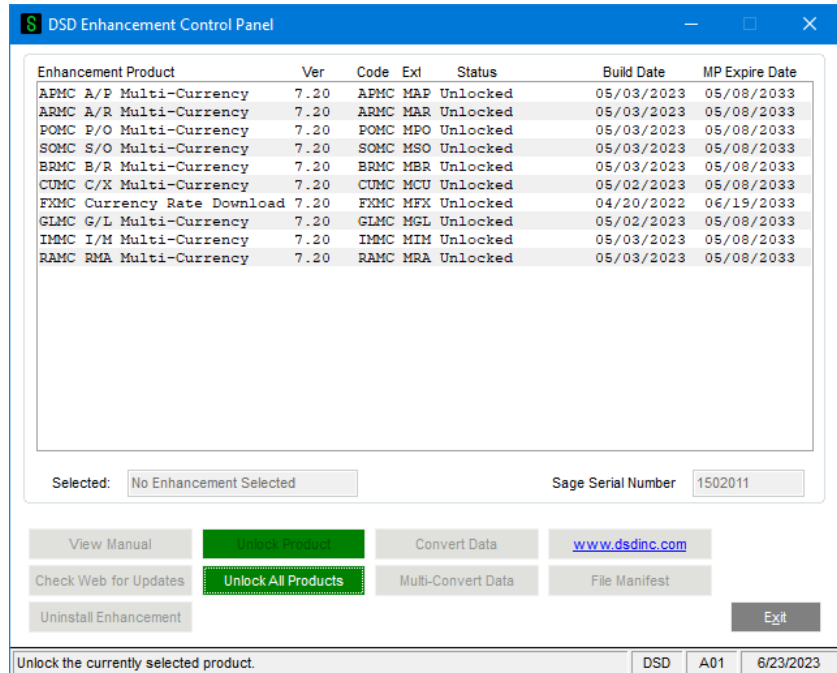 S DSD Enhancement Control Panel
Enhancement Product Ver Code Ext Status Build Date MP Expire Date
APMC A/P Multi-Currency 7.20 APMC MAP Unlocked 05/03/2023 05/08/2033
ARMC A/R Multi-Currency 7.20 ARMC MAR Unlocked 05/03/2023 05/08/2033
POMC P/O Multi-Currency 7.20 POMC MPO Unlocked 05/03/2023 05/08/2033
SOMC S/O Multi-Currency 7.20 SOMC MSO Unlocked 05/03/2023 05/08/2033
BRMC B/R Multi-Currency 7.20 BRMC MBR Unlocked 05/03/2023 05/08/2033
CUMC C/X Multi-Currency 7.20 CUMC MCU Unlocked 05/02/2023 05/08/2033
FXMC Currency Rate Download 7.20 FXMC MFX Unlocked 04/20/2022 06/19/2033
GLMC G/L Multi-Currency 7.20 GLMC MGL Unlocked 05/02/2023 05/08/2033
IMMC I/M Multi-Currency 7.20 IMMC MIM Unlocked 05/03/2023 05/08/2033
RAMC RMA Multi-Currency 7.20 RAMC MRA Unlocked 05/03/2023 05/08/2033
Selected: No Enhancement Selected Sage Serial Number 1502011
View Manual Unlock Product Convert Data www.dsdinc.com
Check Web for Updates Unlock All Products Multi-Convert Data File Manifest
Uninstall Enhancement Exit
Unlock the currently selected product. DSD A01 6/23/2023